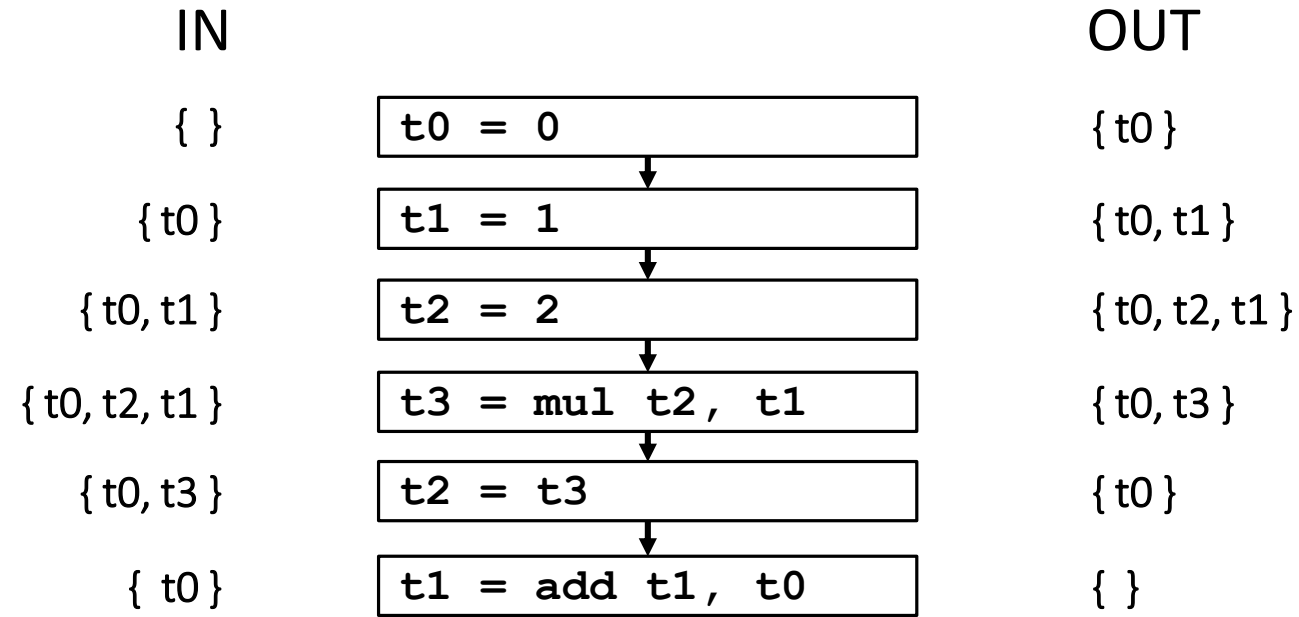 IN OUT
{ } t0 = 0 { t0 }
{ t0 } t1 = 1 { t0, t1 }
{ t0, t1 } t2 = 2 { t0, t2, t1 }
{ t0, t2, t1 } t3 = mul t2, t1 { t0, t3 }
{ t0, t3 } t2 = t3 { t0 }
{ t0 } t1 = add t1, t0 { }